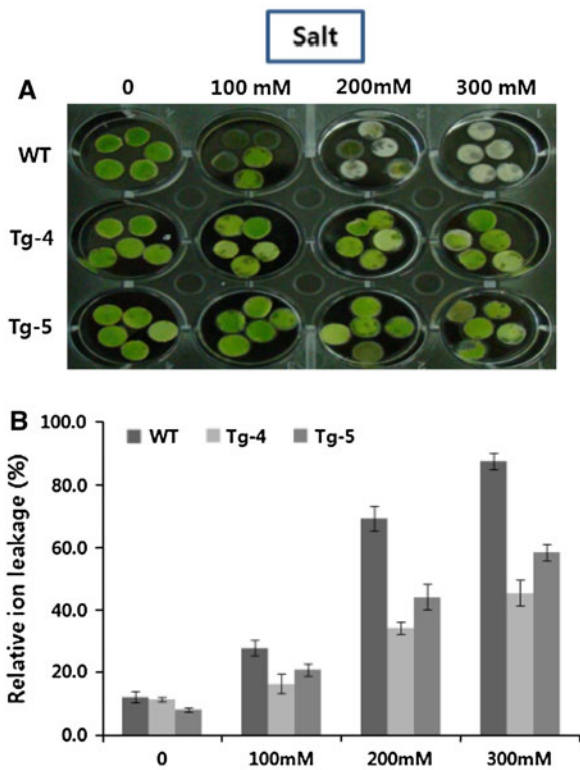 Salt
0 100 mM 200mM 300 mM
A
WT
Tg-4
Tg-5
B
100.0
80.0
60.0
40.0
20.0
0.0
Relative ion leakage (%)
WT Tg-4 Tg-5
0 100mM 200mM 300mM